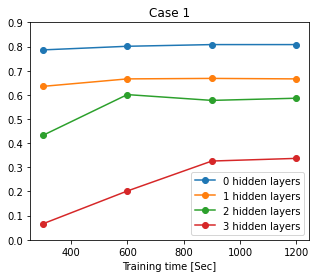 Case 1
0.9
0.8
0.7
0.6
0.5
0.4
0.3
0.2
0.1
0.0
0 hidden layers
1 hidden layers
2 hidden layers
3 hidden layers
400 600 800 1000 1200
Training time [Sec]